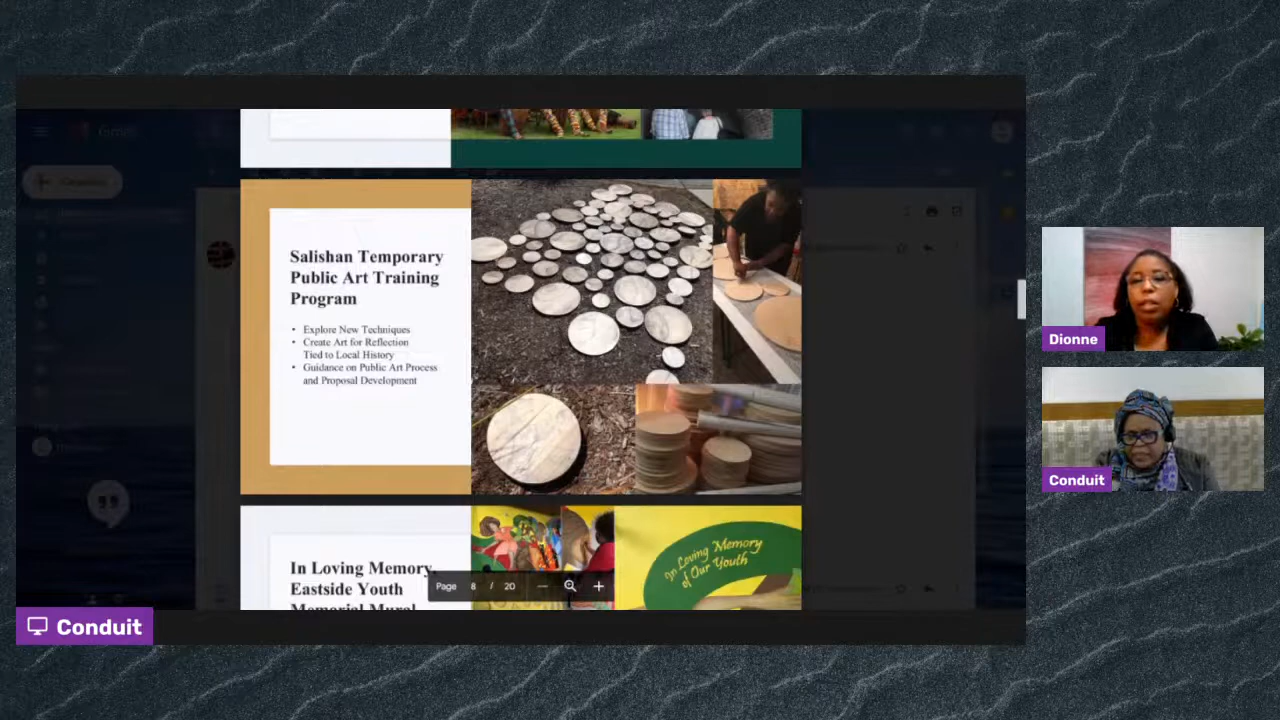 Salishan Temporary
Public Art Training
Program
• Explore New Techniques
• Create Art for Reflection
Tied to Local History
• Guidance on Public Art Process
and Proposal Development
In Loving Memory
Eastside Youth
Memorial Mural
In Loving Memory
of Our Youth
Page 8 / 20
Conduit
Dionne
Conduit